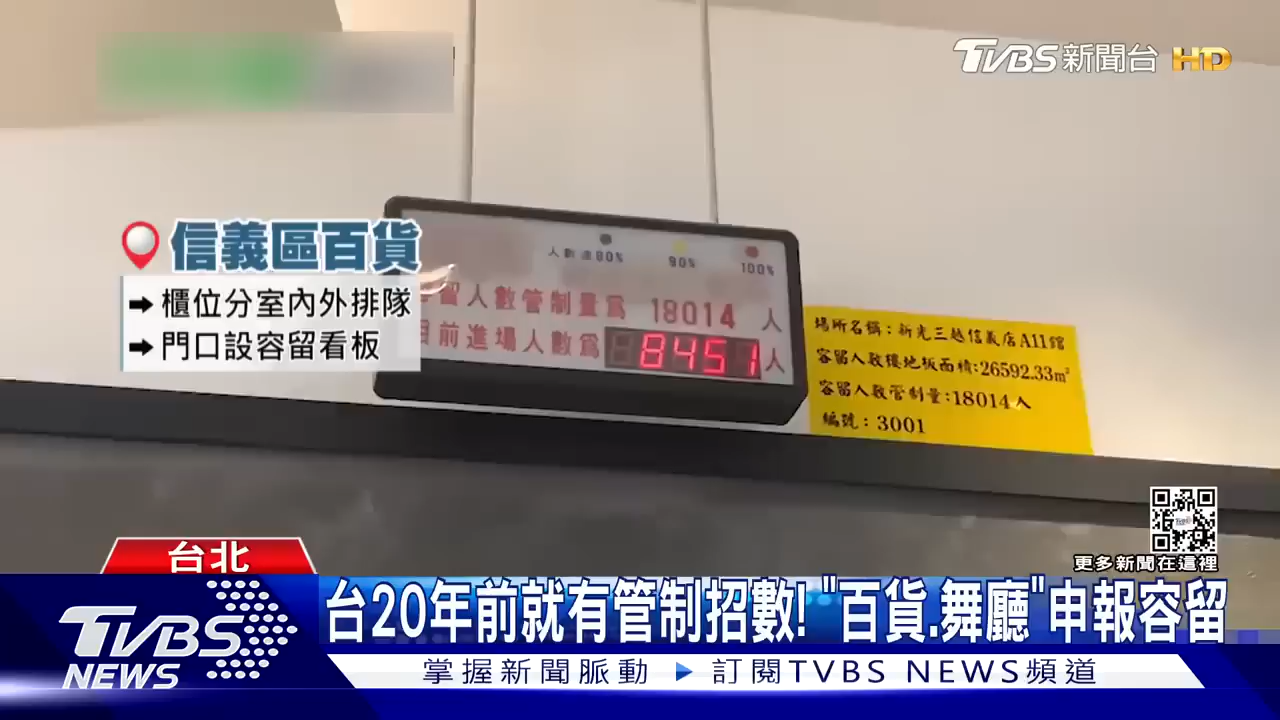 TVBS新聞台 HD
信義區百貨
➡櫃位分室內外排隊
➡門口設容留看板
人數達80% 90% 100%
留人數管制量為 18014 人
目前進場人數為 8451人
場所名稱：新光三越信義店A11館
容留人數樓地板面積:26592.33㎡
容留人數管制量:18014人
編號：3001
更多新聞在這裡
台北
台20年前就有管制招數! "百貨.舞廳"申報容留
TVBS NEWS
掌握新聞脈動 ▶ 訂閱TVBS NEWS頻道